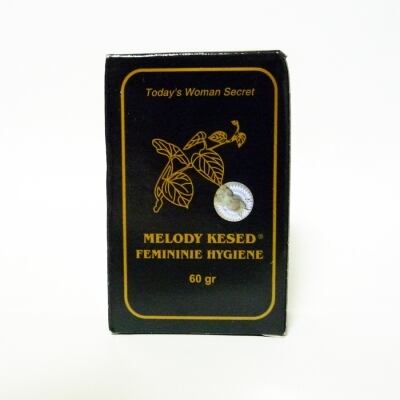 Today's Woman Secret
MELODY KESED®
FEMININIE HYGIENE
60 gr